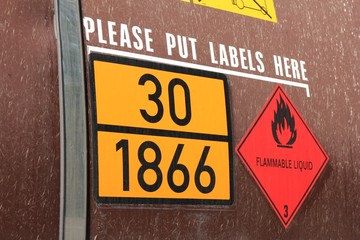 PLEASE PUT LABELS HERE
30
1866
FLAMMABLE LIQUID
3